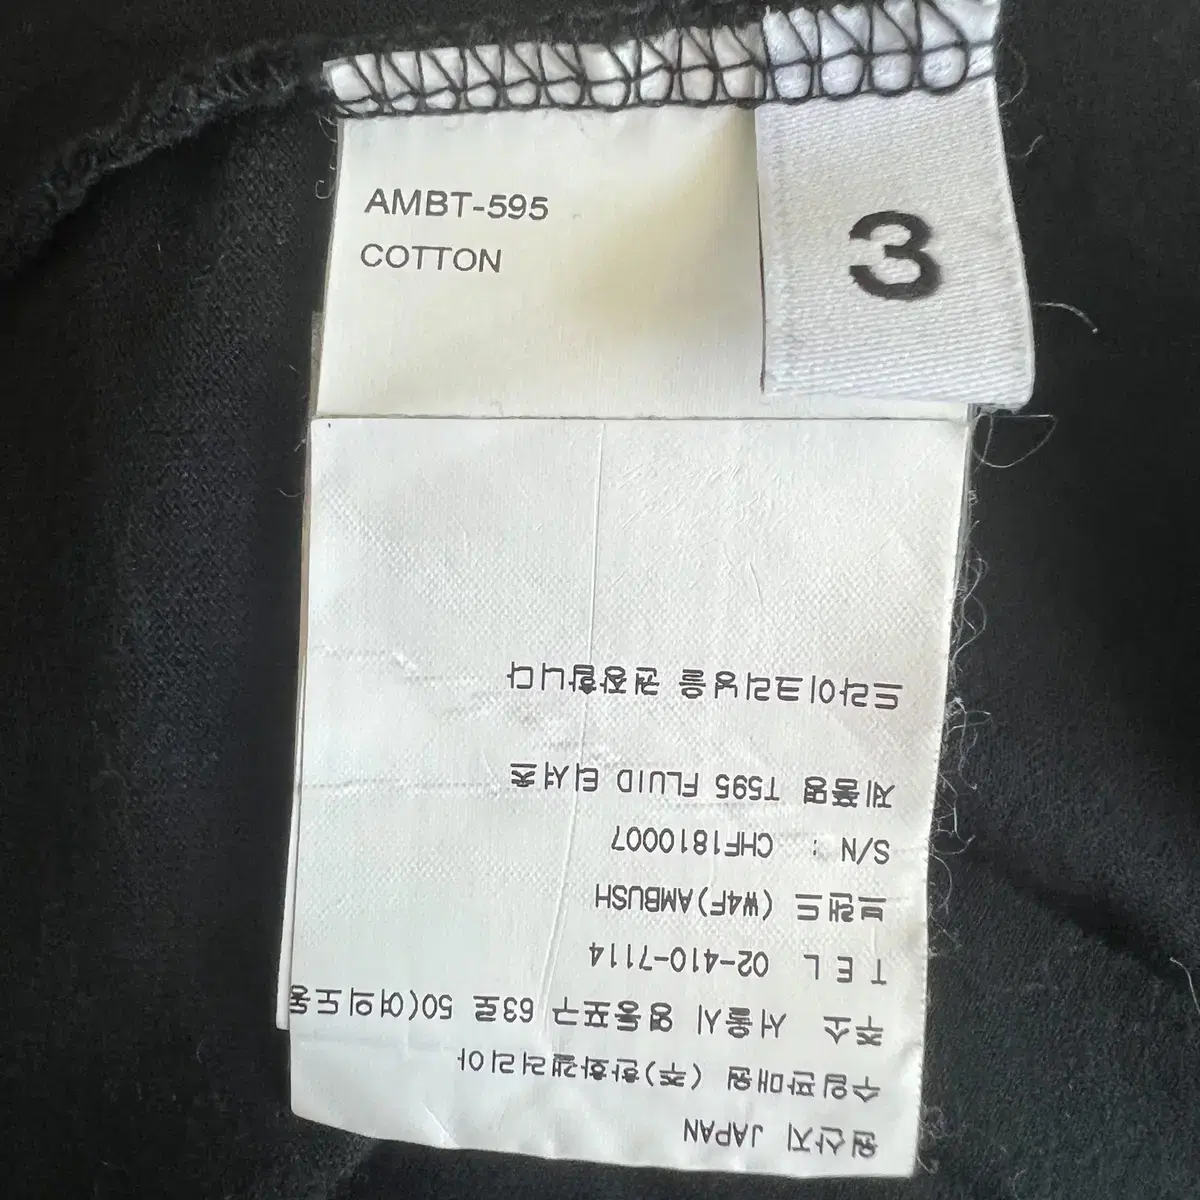 AMBT-595
COTTON
3
원산지 JAPAN
수입판매원 (주)한화갤러리아
주소 서울시 영등포구 63로 50(여의도동
TEL 02-410-7114
브랜드 (W4F)AMBUSH
S/N : CHF1810007
제품명 T595 FLUID 티셔츠
드라이크리닝을 권장합니다